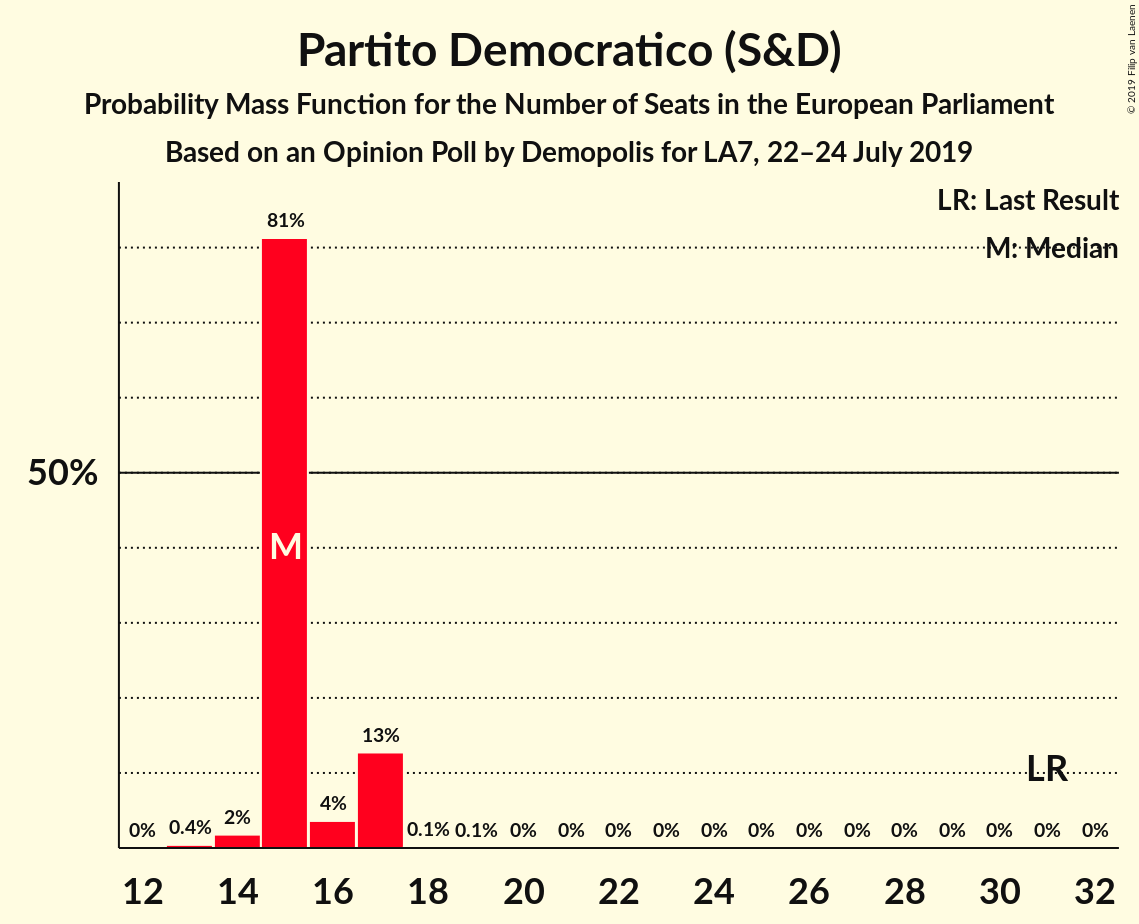 Partito Democratico (S&D)
Probability Mass Function for the Number of Seats in the European Parliament
Based on an Opinion Poll by Demopolis for LA7, 22–24 July 2019
© 2019 Filip van Laenen
LR: Last Result
M: Median
81%
50%
M
13%
LR
0% 0.4% 2% 4% 0.1% 0.1% 0% 0% 0% 0% 0% 0% 0% 0% 0% 0% 0% 0% 0%
12 14 16 18 20 22 24 26 28 30 32